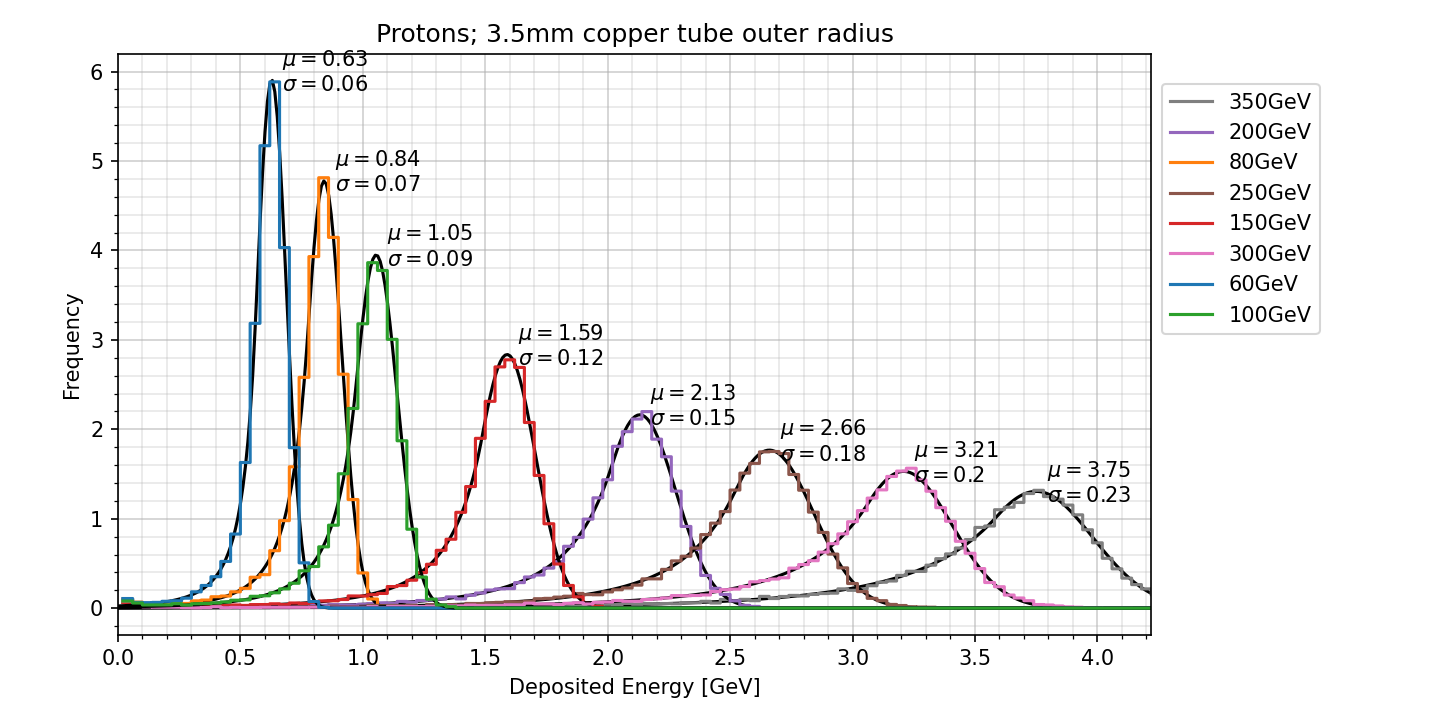 Protons; 3.5mm copper tube outer radius
μ = 0.63
σ = 0.06
μ = 0.84
σ = 0.07
μ = 1.05
σ = 0.09
μ = 1.59
σ = 0.12
μ = 2.13
σ = 0.15
μ = 2.66
σ = 0.18
μ = 3.21
σ = 0.2
μ = 3.75
σ = 0.23
Frequency
6
5
4
3
2
1
0
0.0 0.5 1.0 1.5 2.0 2.5 3.0 3.5 4.0
Deposited Energy [GeV]
350GeV
200GeV
80GeV
250GeV
150GeV
300GeV
60GeV
100GeV